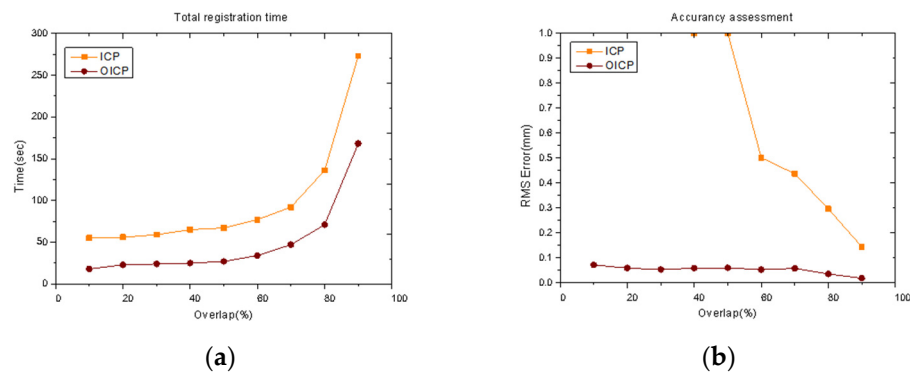 Total registration time
300
250
200
150
100
50
0
Time(sec)
ICP
OICP
0 20 40 60 80 100
Overlap(%)
(a)
Accurancy assessment
1.0
0.9
0.8
0.7
0.6
0.5
0.4
0.3
0.2
0.1
0.0
RMS Error(mm)
ICP
OICP
0 20 40 60 80 100
Overlap(%)
(b)